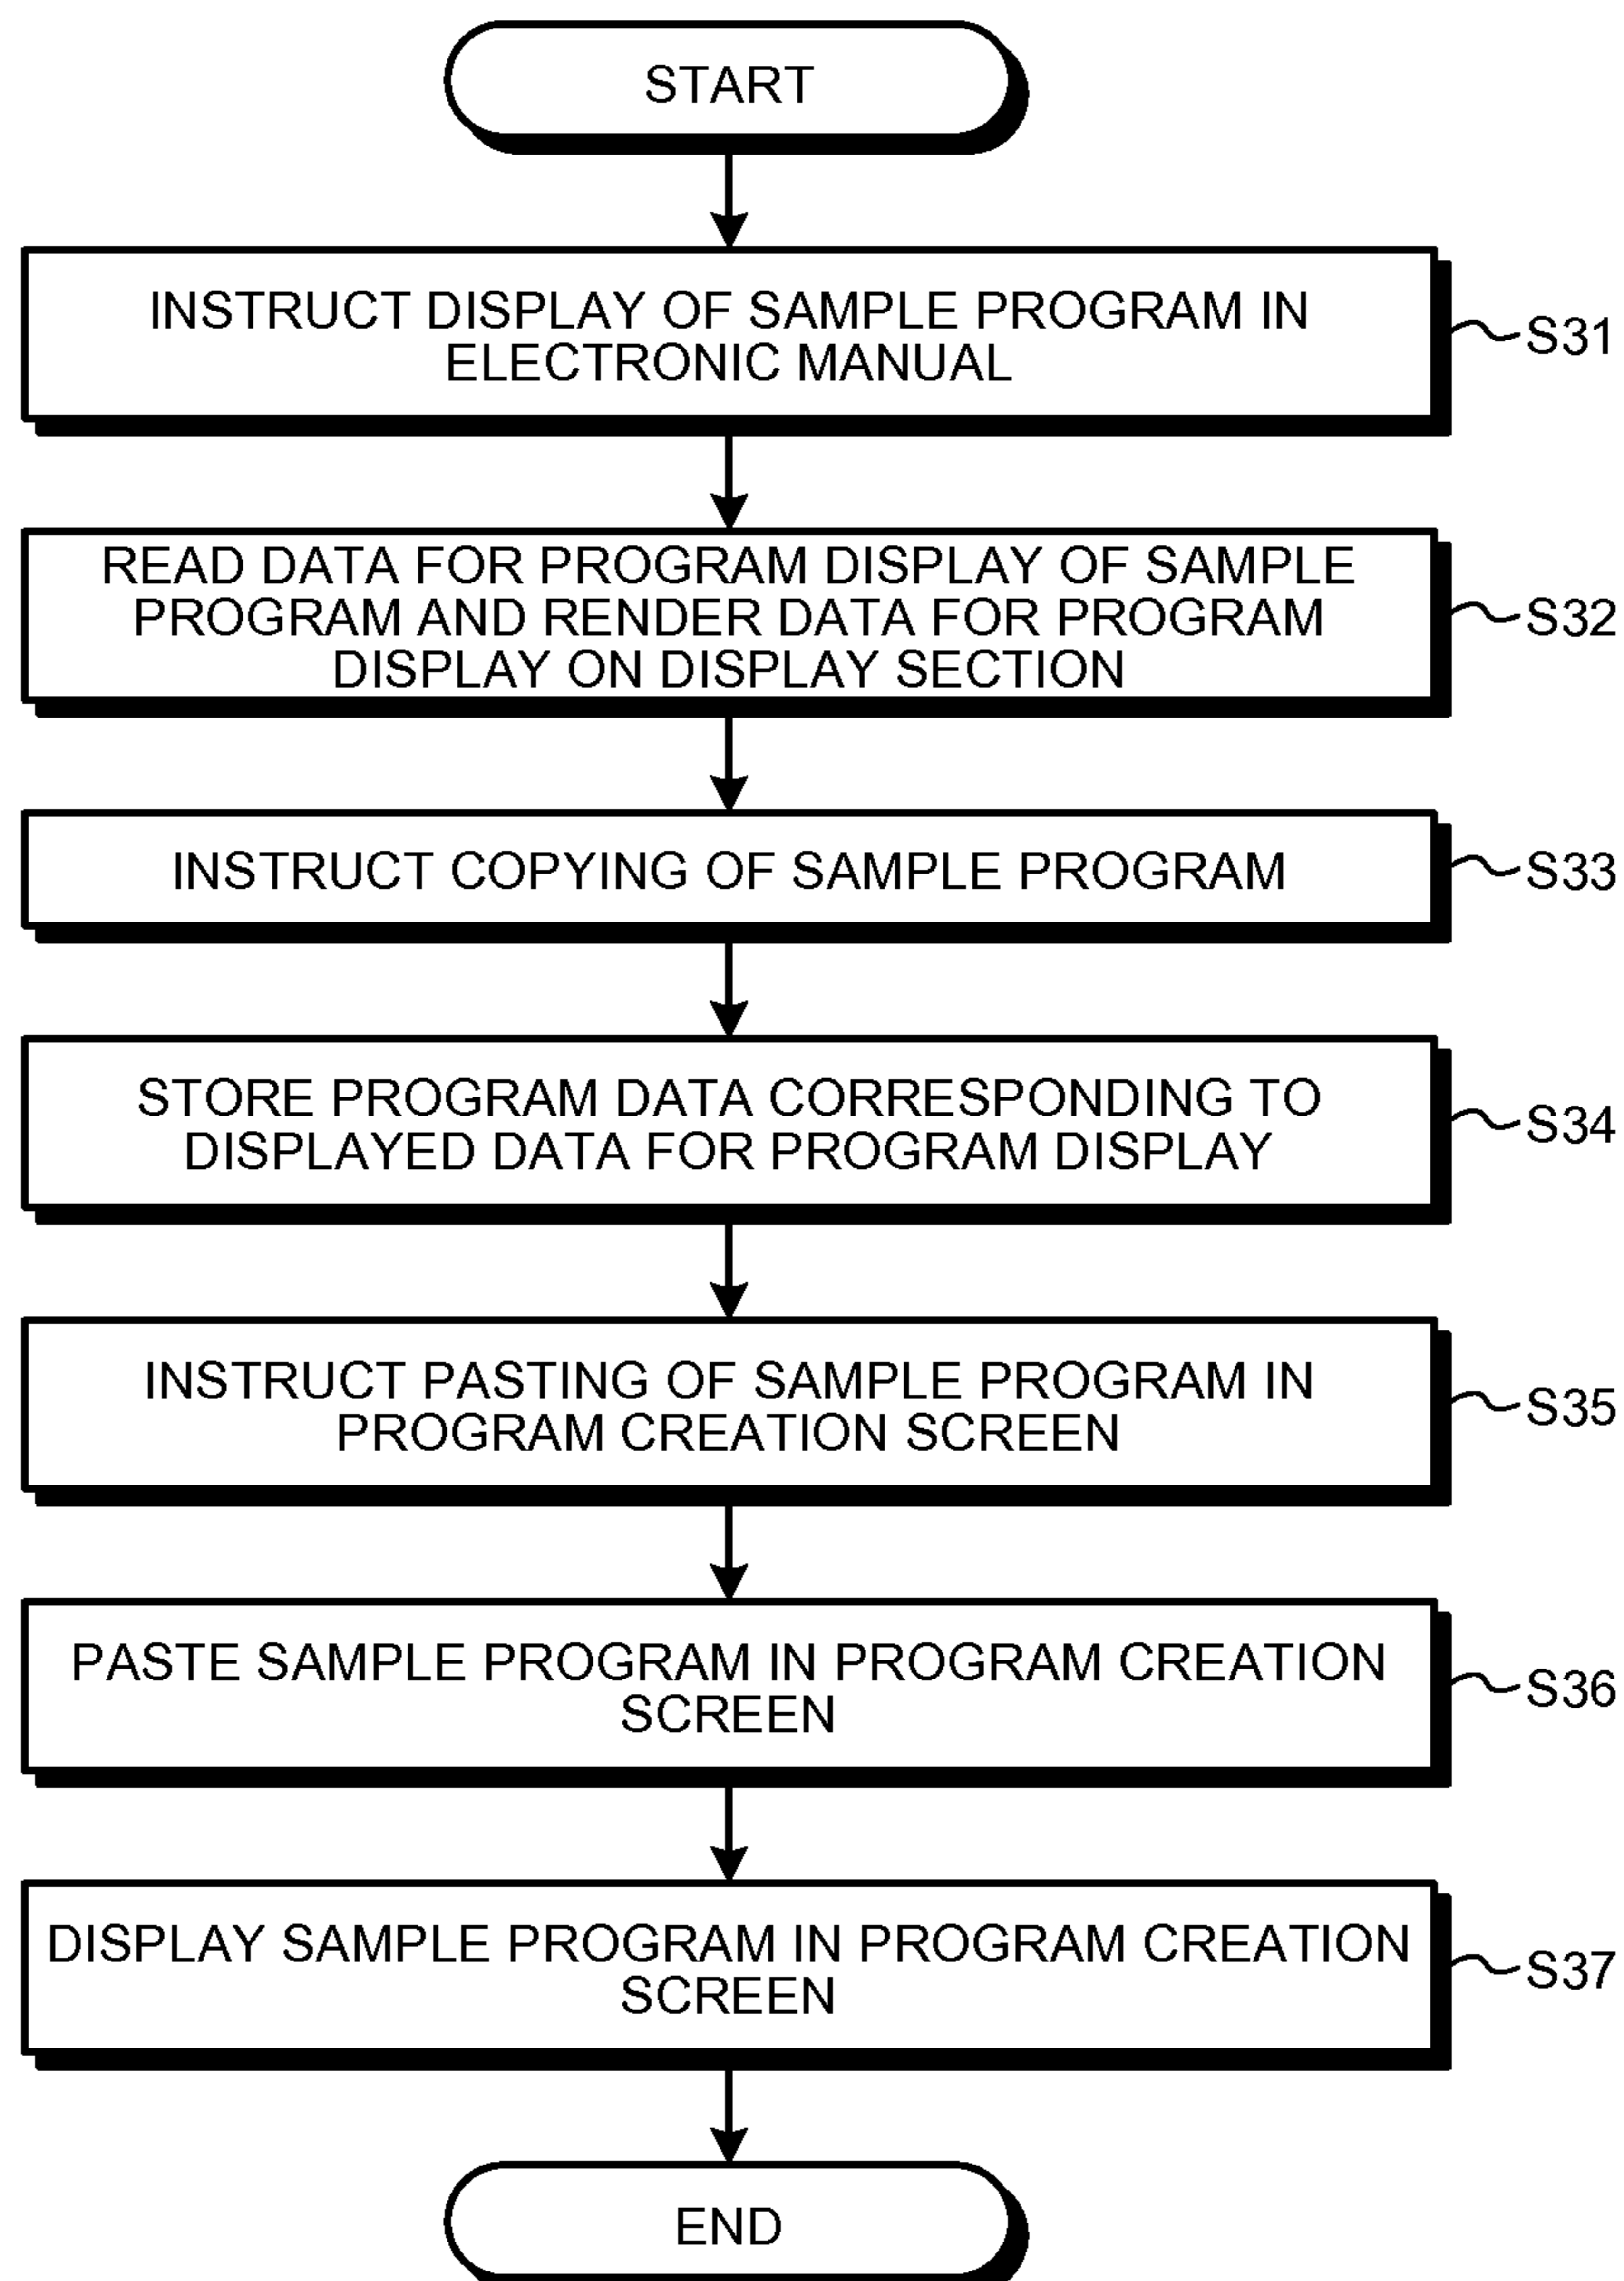 START
INSTRUCT DISPLAY OF SAMPLE PROGRAM IN
ELECTRONIC MANUAL
S31
READ DATA FOR PROGRAM DISPLAY OF SAMPLE
PROGRAM AND RENDER DATA FOR PROGRAM
DISPLAY ON DISPLAY SECTION
S32
INSTRUCT COPYING OF SAMPLE PROGRAM
S33
STORE PROGRAM DATA CORRESPONDING TO
DISPLAYED DATA FOR PROGRAM DISPLAY
S34
INSTRUCT PASTING OF SAMPLE PROGRAM IN
PROGRAM CREATION SCREEN
S35
PASTE SAMPLE PROGRAM IN PROGRAM CREATION
SCREEN
S36
DISPLAY SAMPLE PROGRAM IN PROGRAM CREATION
SCREEN
S37
END